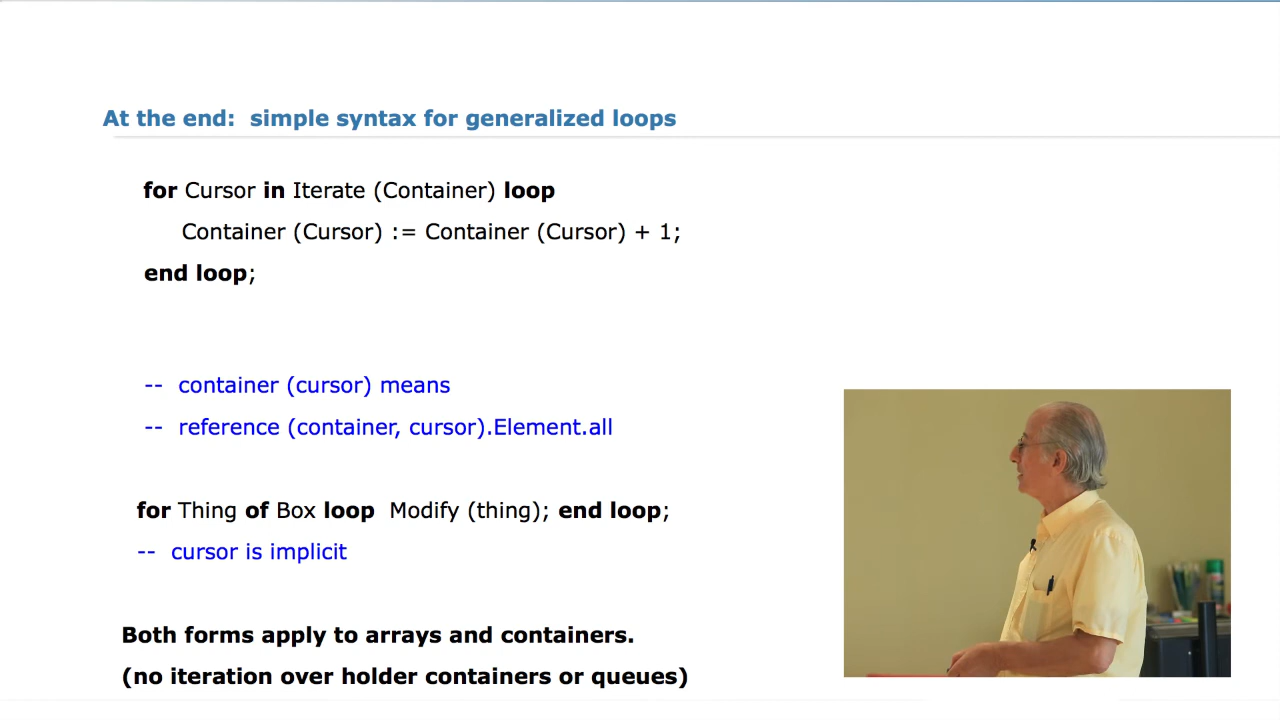 At the end:  simple syntax for generalized loops
for Cursor in Iterate (Container) loop
Container (Cursor) := Container (Cursor) + 1;
end loop;
--  container (cursor) means
--  reference (container, cursor).Element.all
for Thing of Box loop  Modify (thing); end loop;
--  cursor is implicit
Both forms apply to arrays and containers.
(no iteration over holder containers or queues)